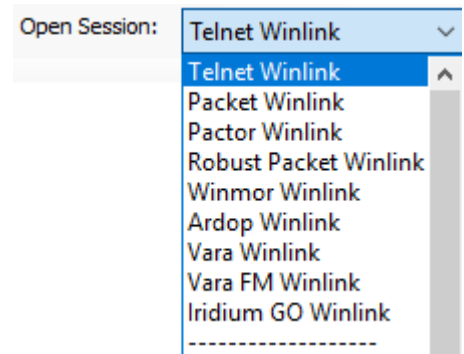 Open Session: Telnet Winlink
Telnet Winlink
Packet Winlink
Pactor Winlink
Robust Packet Winlink
Winmor Winlink
Ardop Winlink
Vara Winlink
Vara FM Winlink
Iridium GO Winlink
-------------------